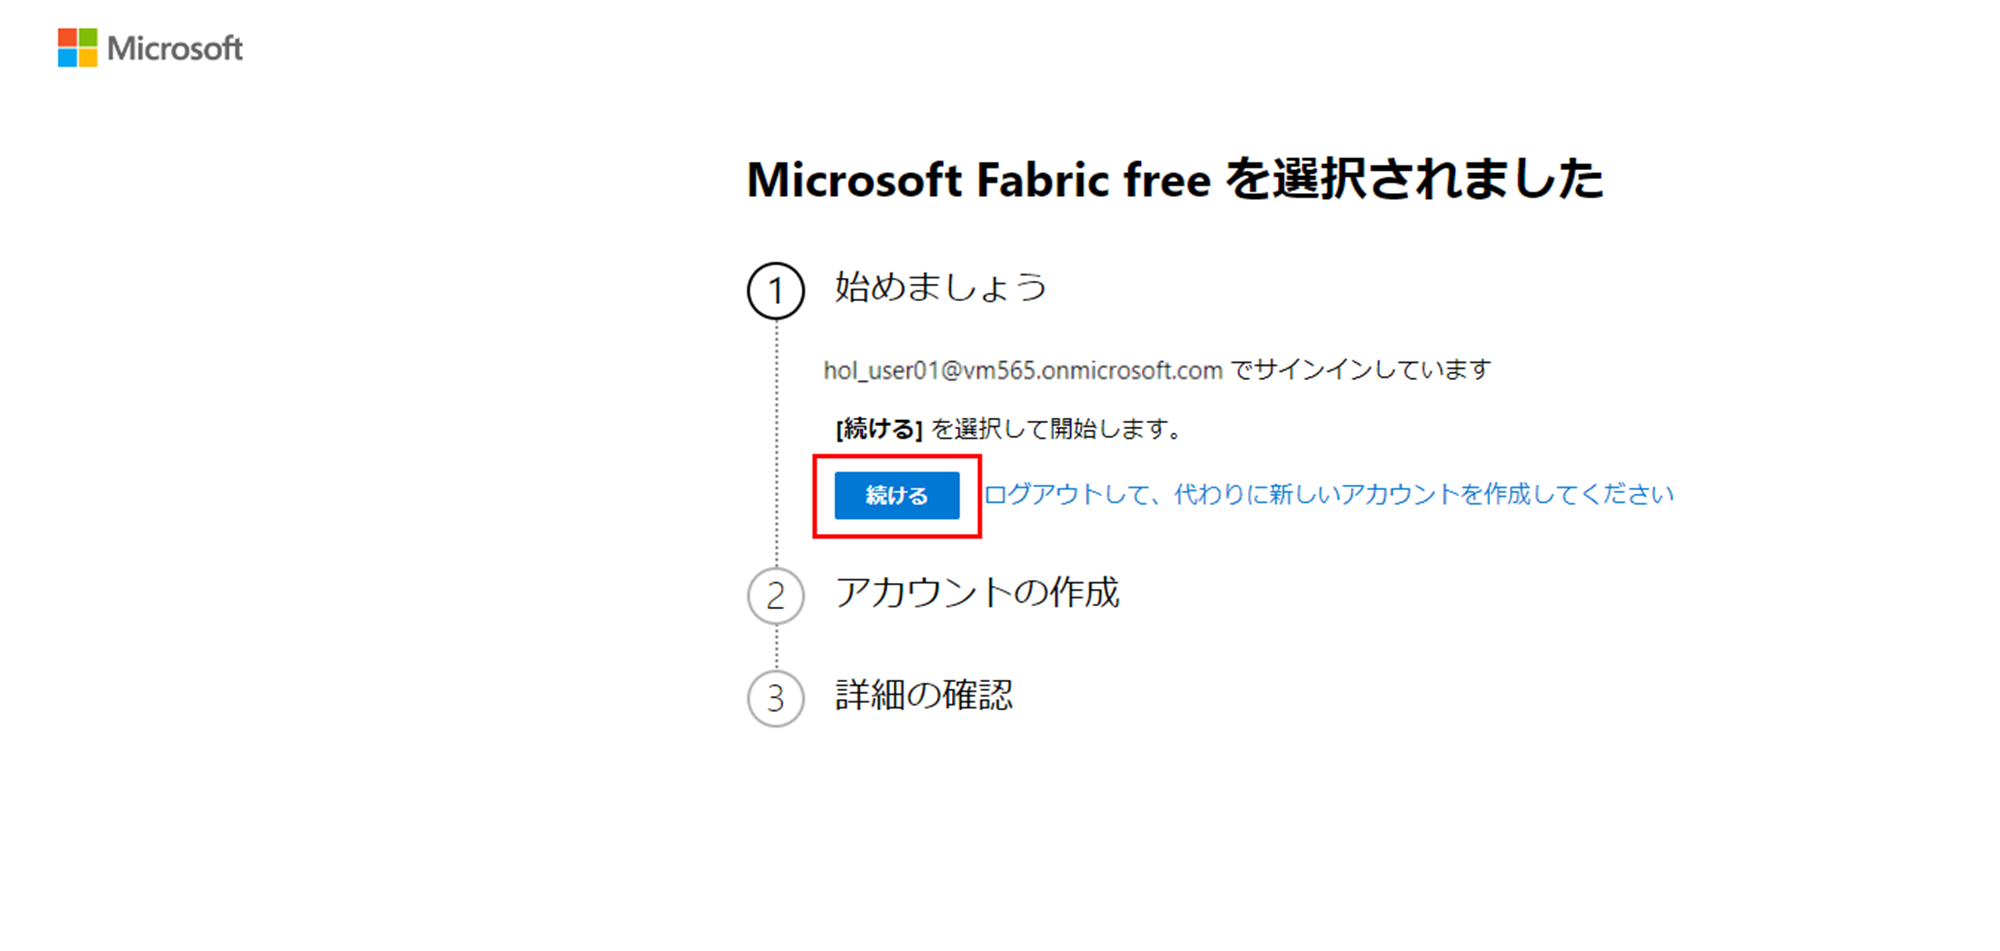 Microsoft
Microsoft Fabric free を選択されました
1 始めましょう
hol_user01@vm565.onmicrosoft.com でサインインしています
[続ける] を選択して開始します。
続ける ログアウトして、代わりに新しいアカウントを作成してください
2 アカウントの作成
3 詳細の確認